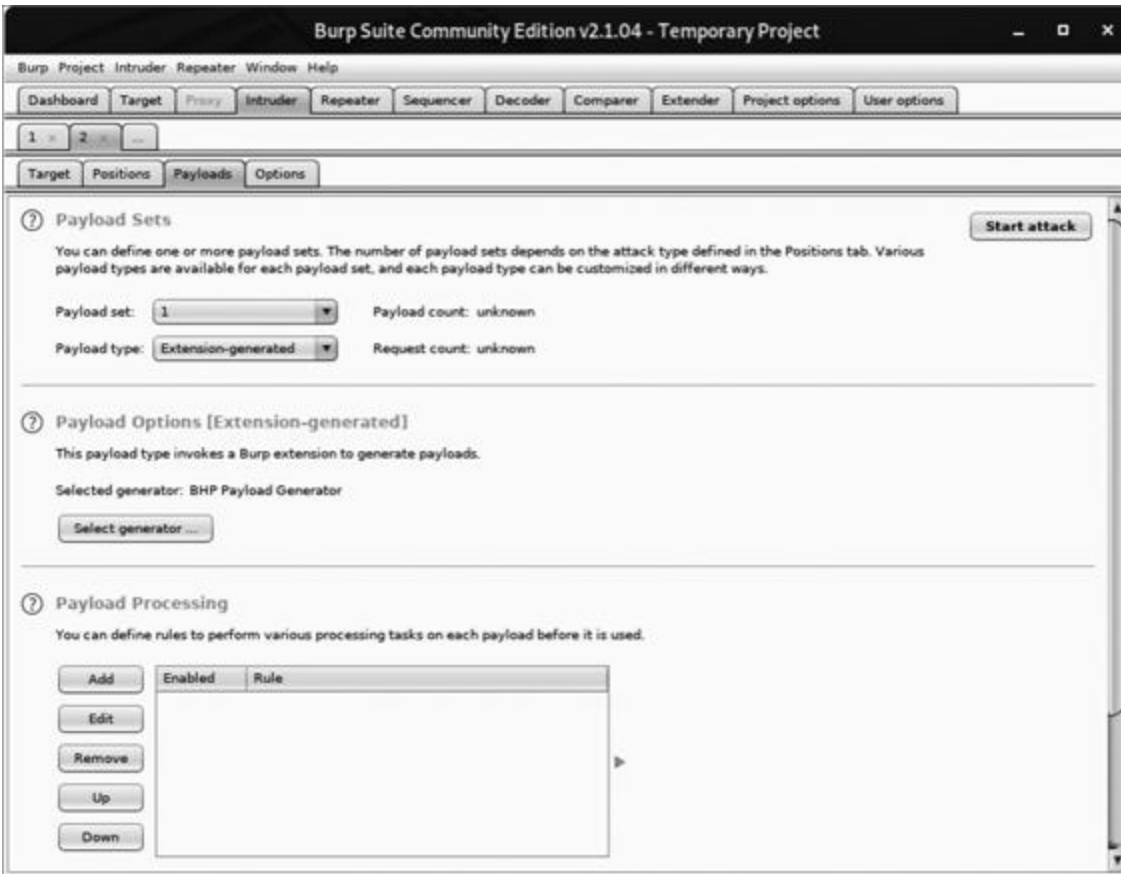 Burp Suite Community Edition v2.1.04 - Temporary Project
Burp Project Intruder Repeater Window Help
Dashboard Target Proxy Intruder Repeater Sequencer Decoder Comparer Extender Project options User options
1 × 2 × ...
Target Positions Payloads Options
? Payload Sets
Start attack
You can define one or more payload sets. The number of payload sets depends on the attack type defined in the Positions tab. Various
payload types are available for each payload set, and each payload type can be customized in different ways.
Payload set: 1 Payload count: unknown
Payload type: Extension-generated Request count: unknown
? Payload Options [Extension-generated]
This payload type invokes a Burp extension to generate payloads.
Selected generator: BHP Payload Generator
Select generator ...
? Payload Processing
You can define rules to perform various processing tasks on each payload before it is used.
Add Enabled Rule
Edit
Remove
Up
Down